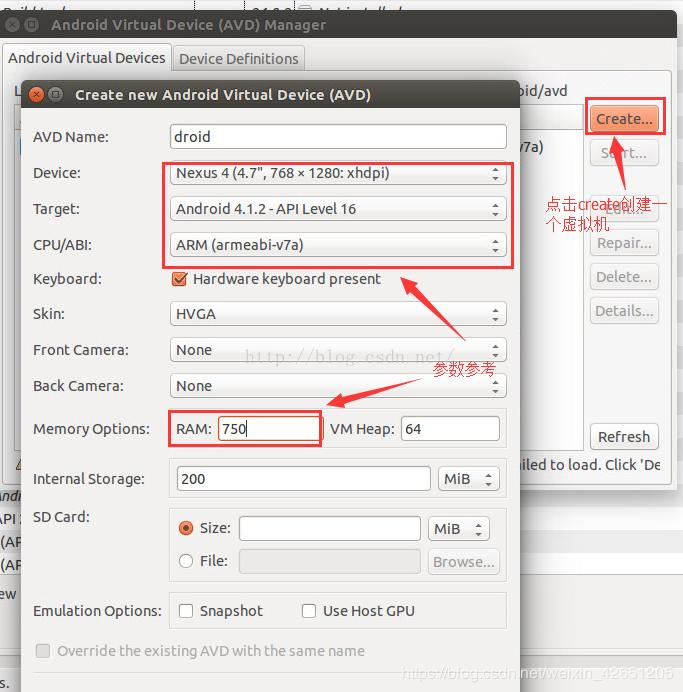 Android Virtual Device (AVD) Manager
Android Virtual Devices
Device Definitions
oid/avd
Create...
v7a)
Start...
点击create创建一
个虚拟机
Repair...
Delete...
Details...
Refresh
ailed to load. Click 'De
Create new Android Virtual Device (AVD)
AVD Name: droid
Device: Nexus 4 (4.7", 768 × 1280: xhdpi)
Target: Android 4.1.2 - API Level 16
CPU/ABI: ARM (armeabi-v7a)
Keyboard: Hardware keyboard present
Skin: HVGA
Front Camera: None
http://blog.csdn.net/
参数参考
Back Camera: None
Memory Options: RAM: 750 VM Heap: 64
Internal Storage: 200 MiB
SD Card:
Size: MiB
File: Browse...
Emulation Options: Snapshot Use Host GPU
Override the existing AVD with the same name
https://blog.csdn.net/weixin_42651205